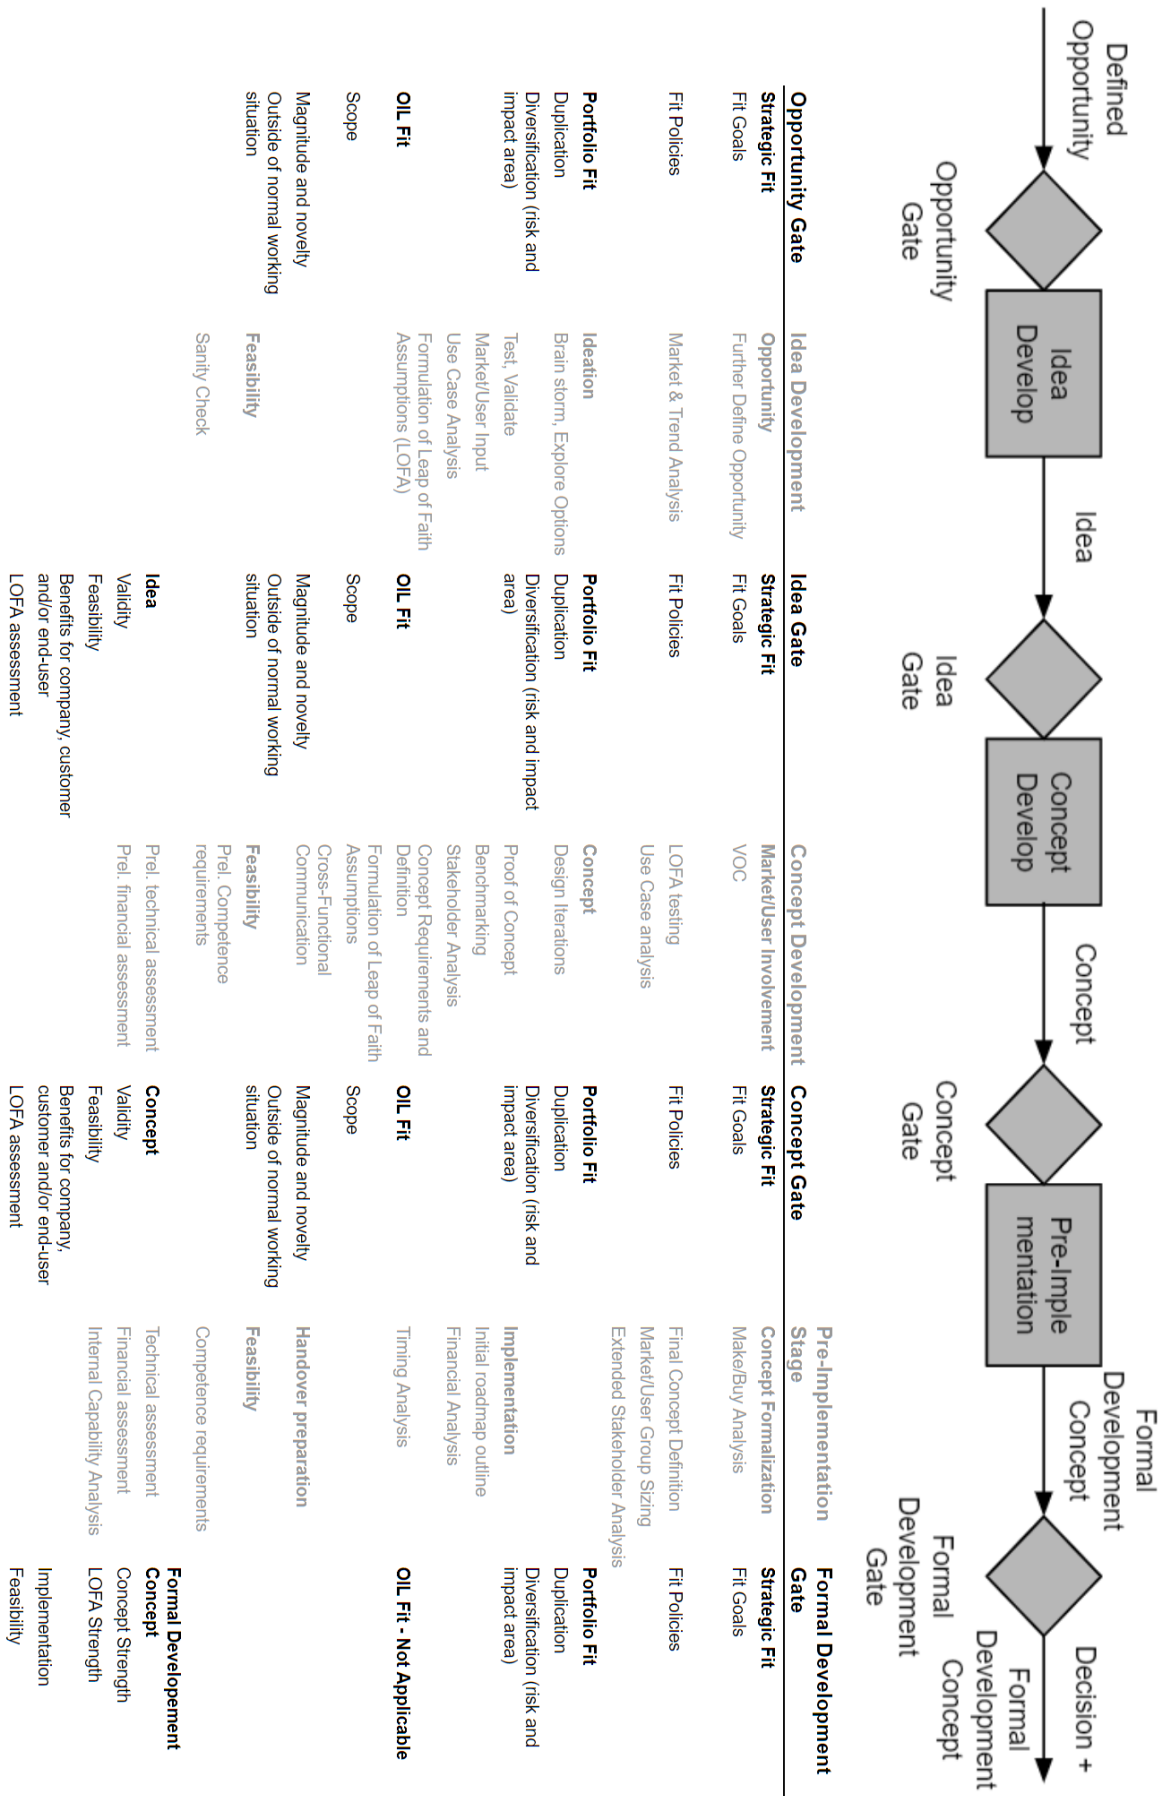 Defined
Opportunity
Opportunity
Gate
Idea
Develop
Idea
Idea
Gate
Concept
Develop
Concept
Concept
Gate
Pre-Imple
mentation
Formal
Development
Concept
Formal
Development
Gate
Decision +
Formal
Development
Concept
Opportunity Gate
Strategic Fit
Fit Goals
Fit Policies
Portfolio Fit
Duplication
Diversification (risk and
impact area)
OIL Fit
Scope
Magnitude and novelty
Outside of normal working
situation
Idea Development
Opportunity
Further Define Opportunity
Market & Trend Analysis
Ideation
Brain storm, Explore Options
Test, Validate
Market/User Input
Use Case Analysis
Formulation of Leap of Faith
Assumptions (LOFA)
Feasibility
Sanity Check
Idea Gate
Strategic Fit
Fit Goals
Fit Policies
Portfolio Fit
Duplication
Diversification (risk and impact
area)
OIL Fit
Scope
Magnitude and novelty
Outside of normal working
situation
Idea
Validity
Feasibility
Benefits for company, customer
and/or end-user
LOFA assessment
Concept Development
Market/User Involvement
VOC
LOFA testing
Use Case analysis
Concept
Design Iterations
Proof of Concept
Benchmarking
Stakeholder Analysis
Concept Requirements and
Definition
Formulation of Leap of Faith
Assumptions
Cross-Functional
Communication
Feasibility
Prel. Competence
requirements
Prel. technical assessment
Prel. financial assessment
Concept Gate
Strategic Fit
Fit Goals
Fit Policies
Portfolio Fit
Duplication
Diversification (risk and
impact area)
OIL Fit
Scope
Magnitude and novelty
Outside of normal working
situation
Concept
Validity
Feasibility
Benefits for company,
customer and/or end-user
LOFA assessment
Pre-Implementation
Stage
Concept Formalization
Make/Buy Analysis
Final Concept Definition
Market/User Group Sizing
Extended Stakeholder Analysis
Implementation
Initial roadmap outline
Financial Analysis
Timing Analysis
Handover preparation
Feasibility
Competence requirements
Technical assessment
Financial assessment
Internal Capability Analysis
Formal Development
Gate
Strategic Fit
Fit Goals
Fit Policies
Portfolio Fit
Duplication
Diversification (risk and
impact area)
OIL Fit - Not Applicable
Formal Developement
Concept
Concept Strength
LOFA Strength
Implementation
Feasibility